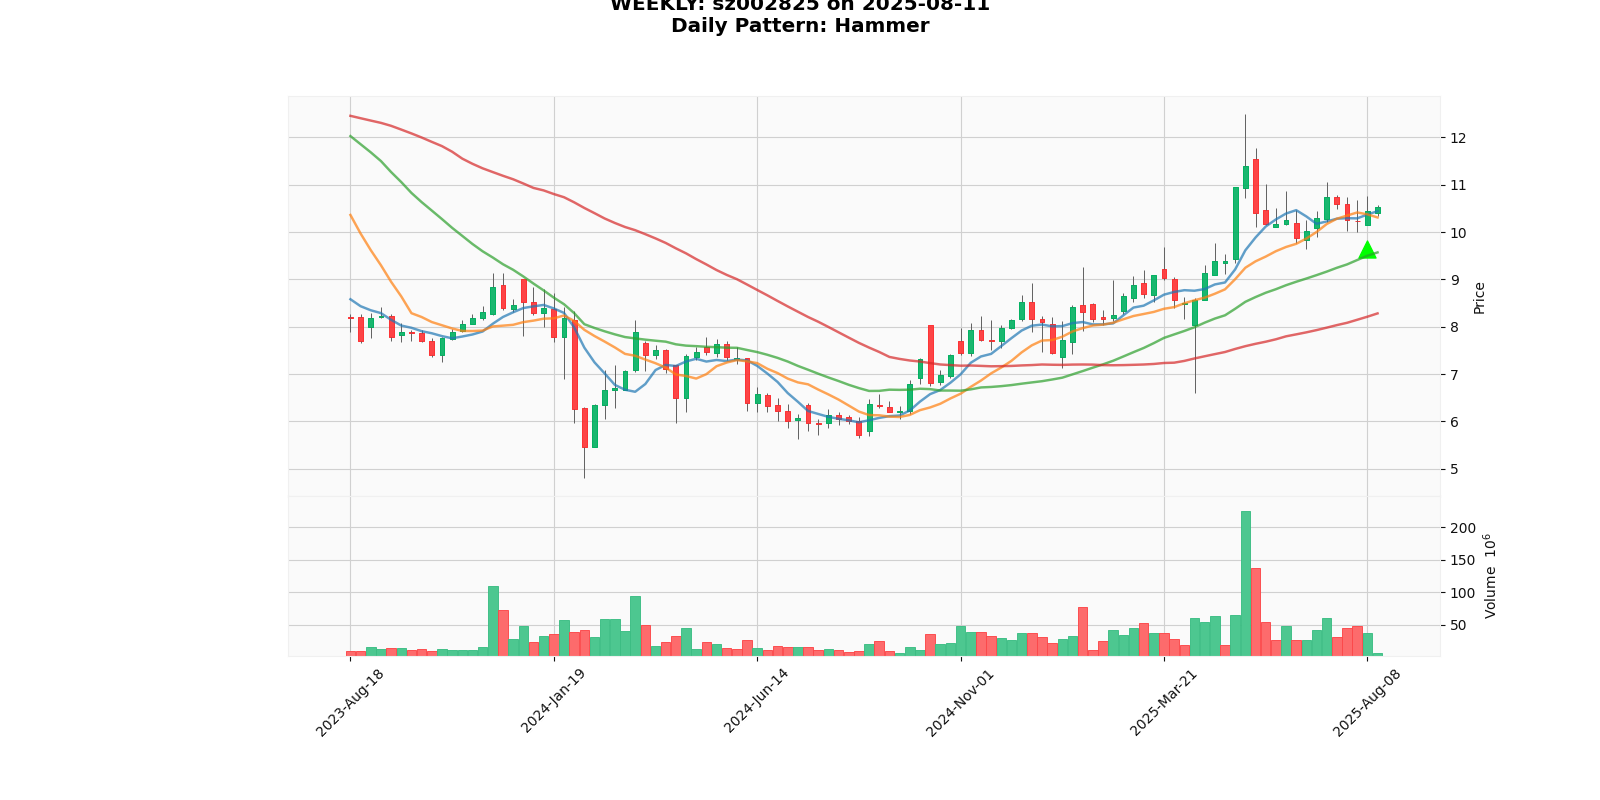 WEEKLY: sz002825 on 2025-08-11
Daily Pattern: Hammer
12
11
10
9
8
7
6
5
Price
200
150
100
50
Volume 10⁶
2023-Aug-18
2024-Jan-19
2024-Jun-14
2024-Nov-01
2025-Mar-21
2025-Aug-08